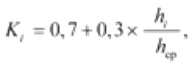 K_i = 0,7 + 0,3 × h_i / h_ср,